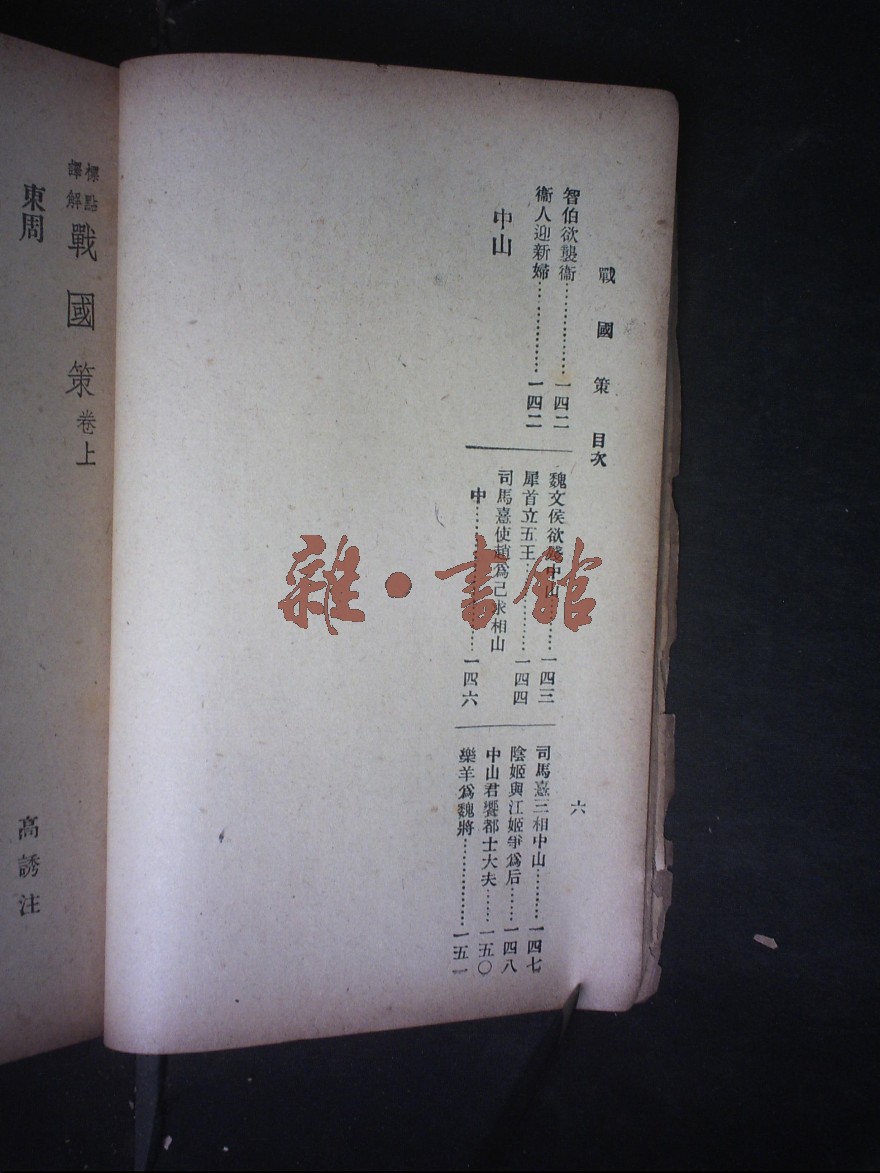 戰國策 目次
六
智伯欲襲衞……………一四二
衞人迎新婦……………一四二
中山
魏文侯欲殘中山……一四三
犀首立五王…………一四四
司馬憙使趙爲己求相山
中……………一四六
司馬憙三相中山………一四七
陰姬與江姬爭爲后……一四八
中山君饗都士大夫……一五〇
樂羊爲魏將……………一五一
標點譯解戰國策卷上
高誘注
東周
雜·書館